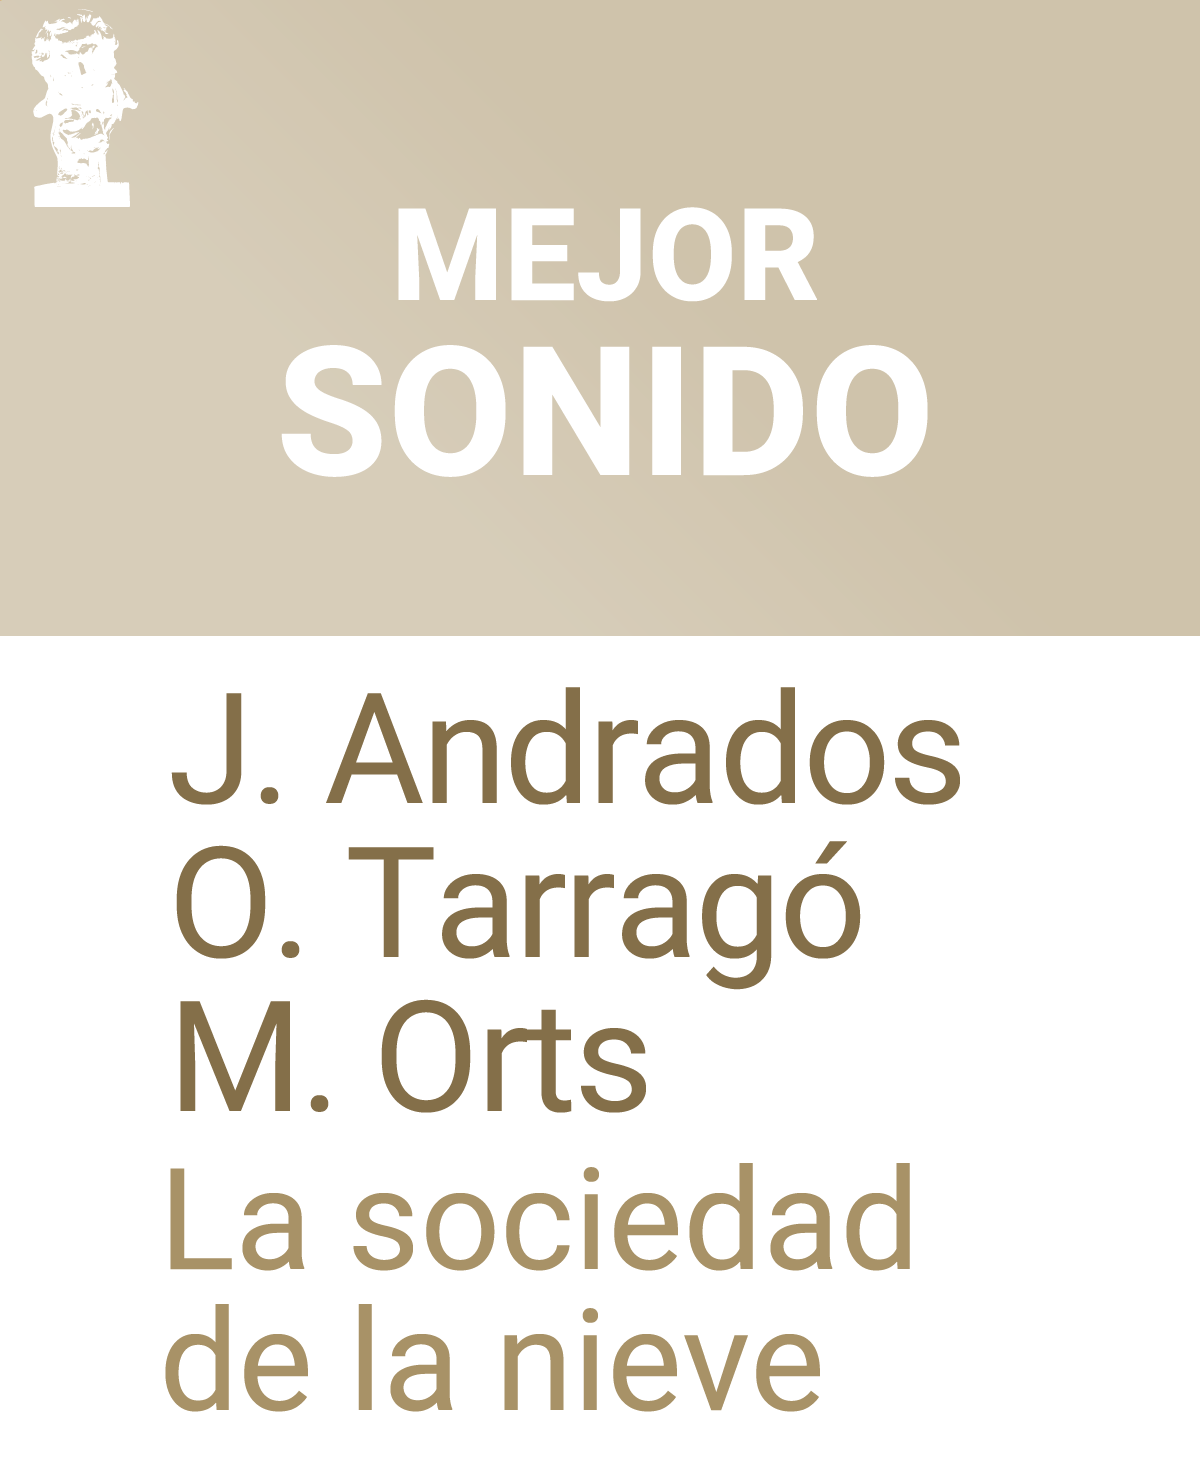 MEJOR
SONIDO
J. Andrados
O. Tarragó
M. Orts
La sociedad
de la nieve